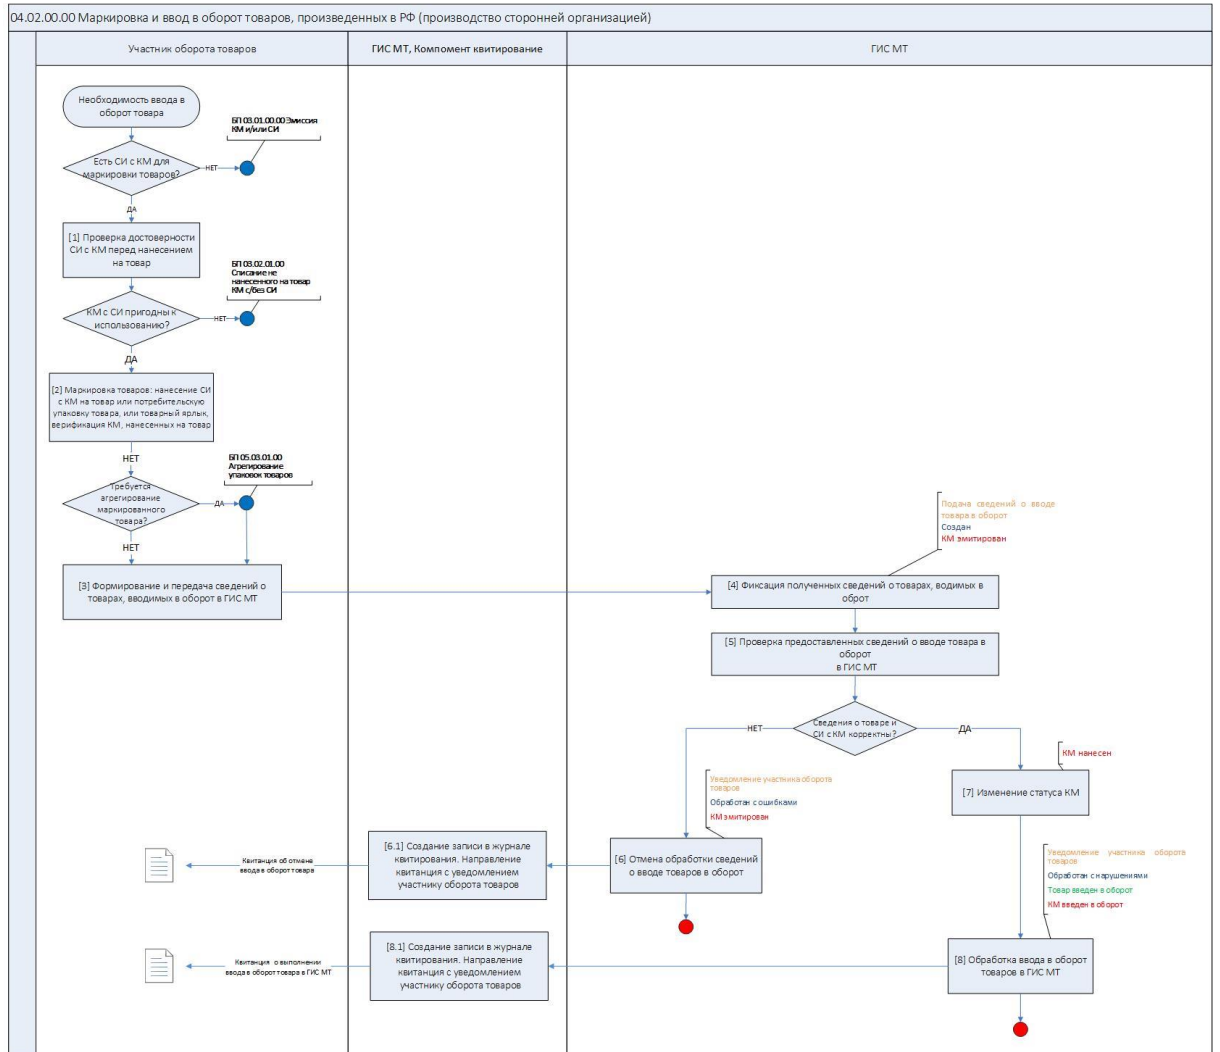 04.02.00.00 Маркировка и ввод в оборот товаров, произведенных в РФ (производство сторонней организацией)
Участник оборота товаров
ГИС МТ, Компомент квитирование
ГИС МТ
Необходимость ввода в
оборот товара
БП 03.01.00.00 Эмиссия
КМ и/или СИ
Есть СИ с КМ для
маркировки товаров?
НЕТ
ДА
[1] Проверка достоверности
СИ с КМ перед нанесением
на товар
БП 03.02.01.00
Списание не
нанесенного на товар
КМ с/без СИ
КМ с СИ пригодны к
использованию?
НЕТ
ДА
[2] Маркировка товаров: нанесение СИ
с КМ на товар или потребительскую
упаковку товара, или товарный ярлык,
верификация КМ, нанесенных на товар
НЕТ
БП 05.03.01.00
Агрегирование
упаковок товаров
Требуется
агрегирование
маркированного
товара?
ДА
НЕТ
[3] Формирование и передача сведений о
товарах, вводимых в оборот в ГИС МТ
Подача сведений о вводе
товара в оборот
Создан
КМ эмитирован
[4] Фиксация полученных сведений о товарах, водимых в
оброт
[5] Проверка предоставленных сведений о вводе товара в
оборот
в ГИС МТ
Сведения о товаре и
СИ с КМ корректны?
НЕТ
ДА
КМ нанесен
[7] Изменение статуса КМ
Уведомление участника оборота
товаров
Обработан с ошибками
КМ эмитирован
[6] Отмена обработки сведений
о вводе товаров в оборот
[6.1] Создание записи в журнале
квитирования. Направление
квитанция с уведомлением
участнику оборота товаров
Квитанция об отмене
ввода в оборот товара
Уведомление участника оборота
товаров
Обработан с нарушениями
Товар введен в оборот
КМ введен в оборот
[8] Обработка ввода в оборот
товаров в ГИС МТ
[8.1] Создание записи в журнале
квитирования. Направление
квитанция с уведомлением
участнику оборота товаров
Квитанция о выполнении
ввода в оборот товара в ГИС МТ